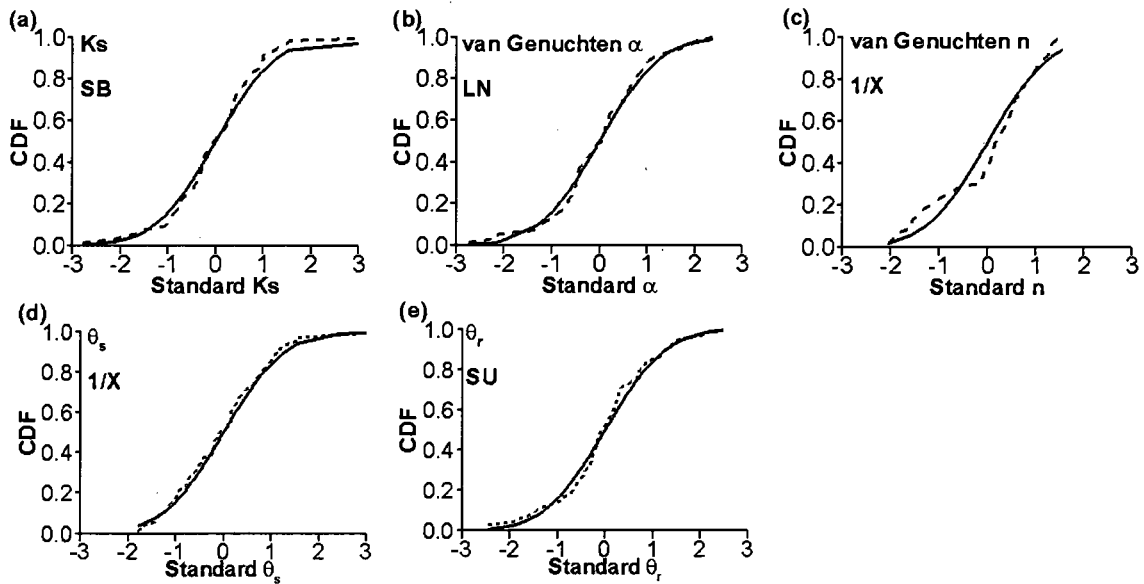 (a)
Ks
SB
CDF
1.0
0.8
0.6
0.4
0.2
0.0
-3 -2 -1 0 1 2 3
Standard Ks
(b)
van Genuchten α
LN
CDF
1.0
0.8
0.6
0.4
0.2
0.0
-3 -2 -1 0 1 2 3
Standard α
(c)
van Genuchten n
1/X
CDF
1.0
0.8
0.6
0.4
0.2
0.0
-3 -2 -1 0 1 2 3
Standard n
(d)
θs
1/X
CDF
1.0
0.8
0.6
0.4
0.2
0.0
-3 -2 -1 0 1 2 3
Standard θs
(e)
θr
SU
CDF
1.0
0.8
0.6
0.4
0.2
0.0
-3 -2 -1 0 1 2 3
Standard θr